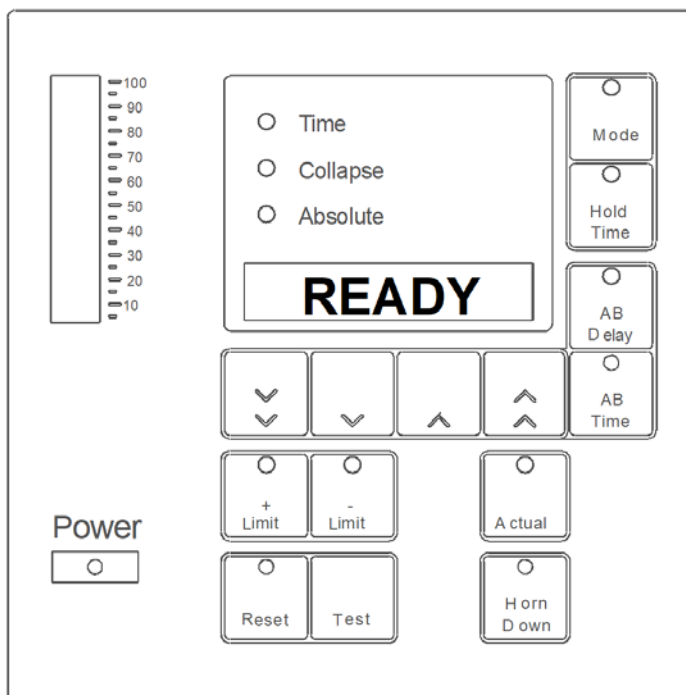 100
90
80
70
60
50
40
30
20
10
Time
Collapse
Absolute
READY
Mode
Hold
Time
AB
Delay
AB
Time
+
Limit
-
Limit
Actual
Power
Reset
Test
Horn
Down